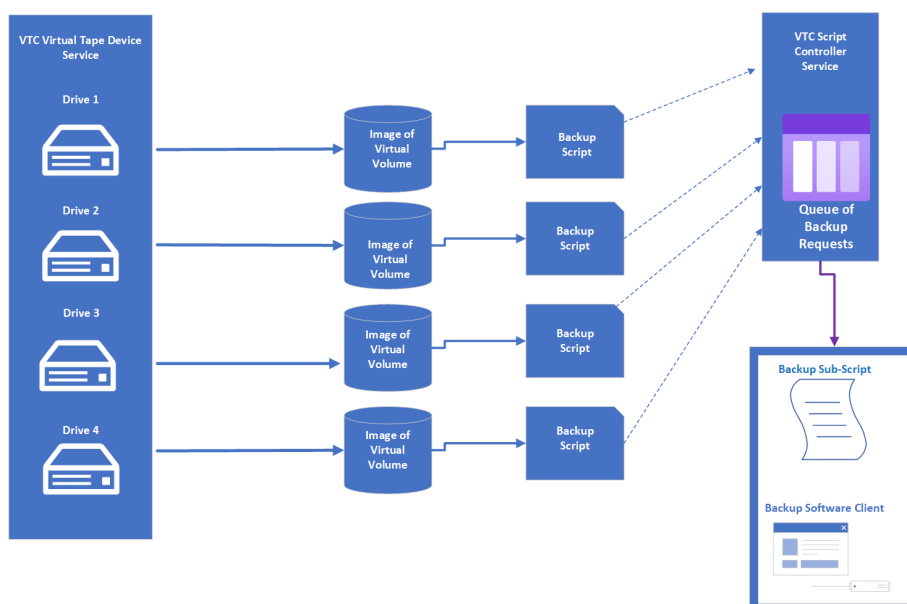 VTC Virtual Tape Device
Service
Drive 1
Drive 2
Drive 3
Drive 4
Image of
Virtual
Volume
Image of
Virtual
Volume
Image of
Virtual
Volume
Image of
Virtual
Volume
Backup
Script
Backup
Script
Backup
Script
Backup
Script
VTC Script
Controller
Service
Queue of
Backup
Requests
Backup Sub-Script
Backup Software Client